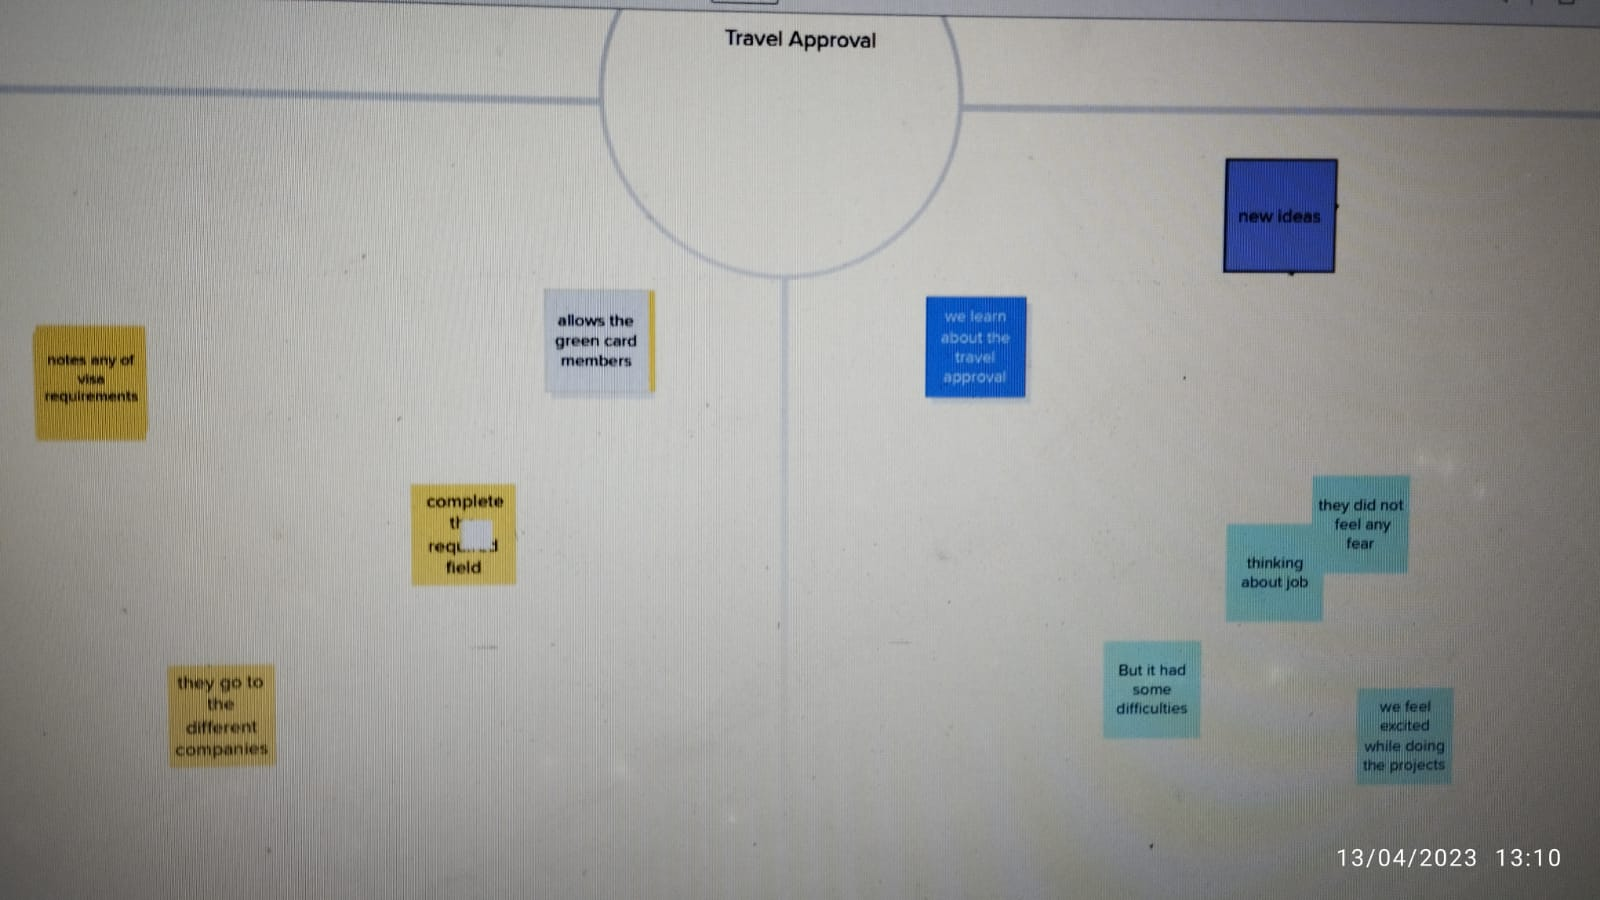 Travel Approval
new ideas
allows the
green card
members
we learn
about the
travel
approval
notes any of
visa
requirements
complete
field
they did not
feel any
fear
thinking
about job
they go to
the
different
companies
But it had
some
difficulties
we feel
excited
while doing
the projects
13/04/2023 13:10